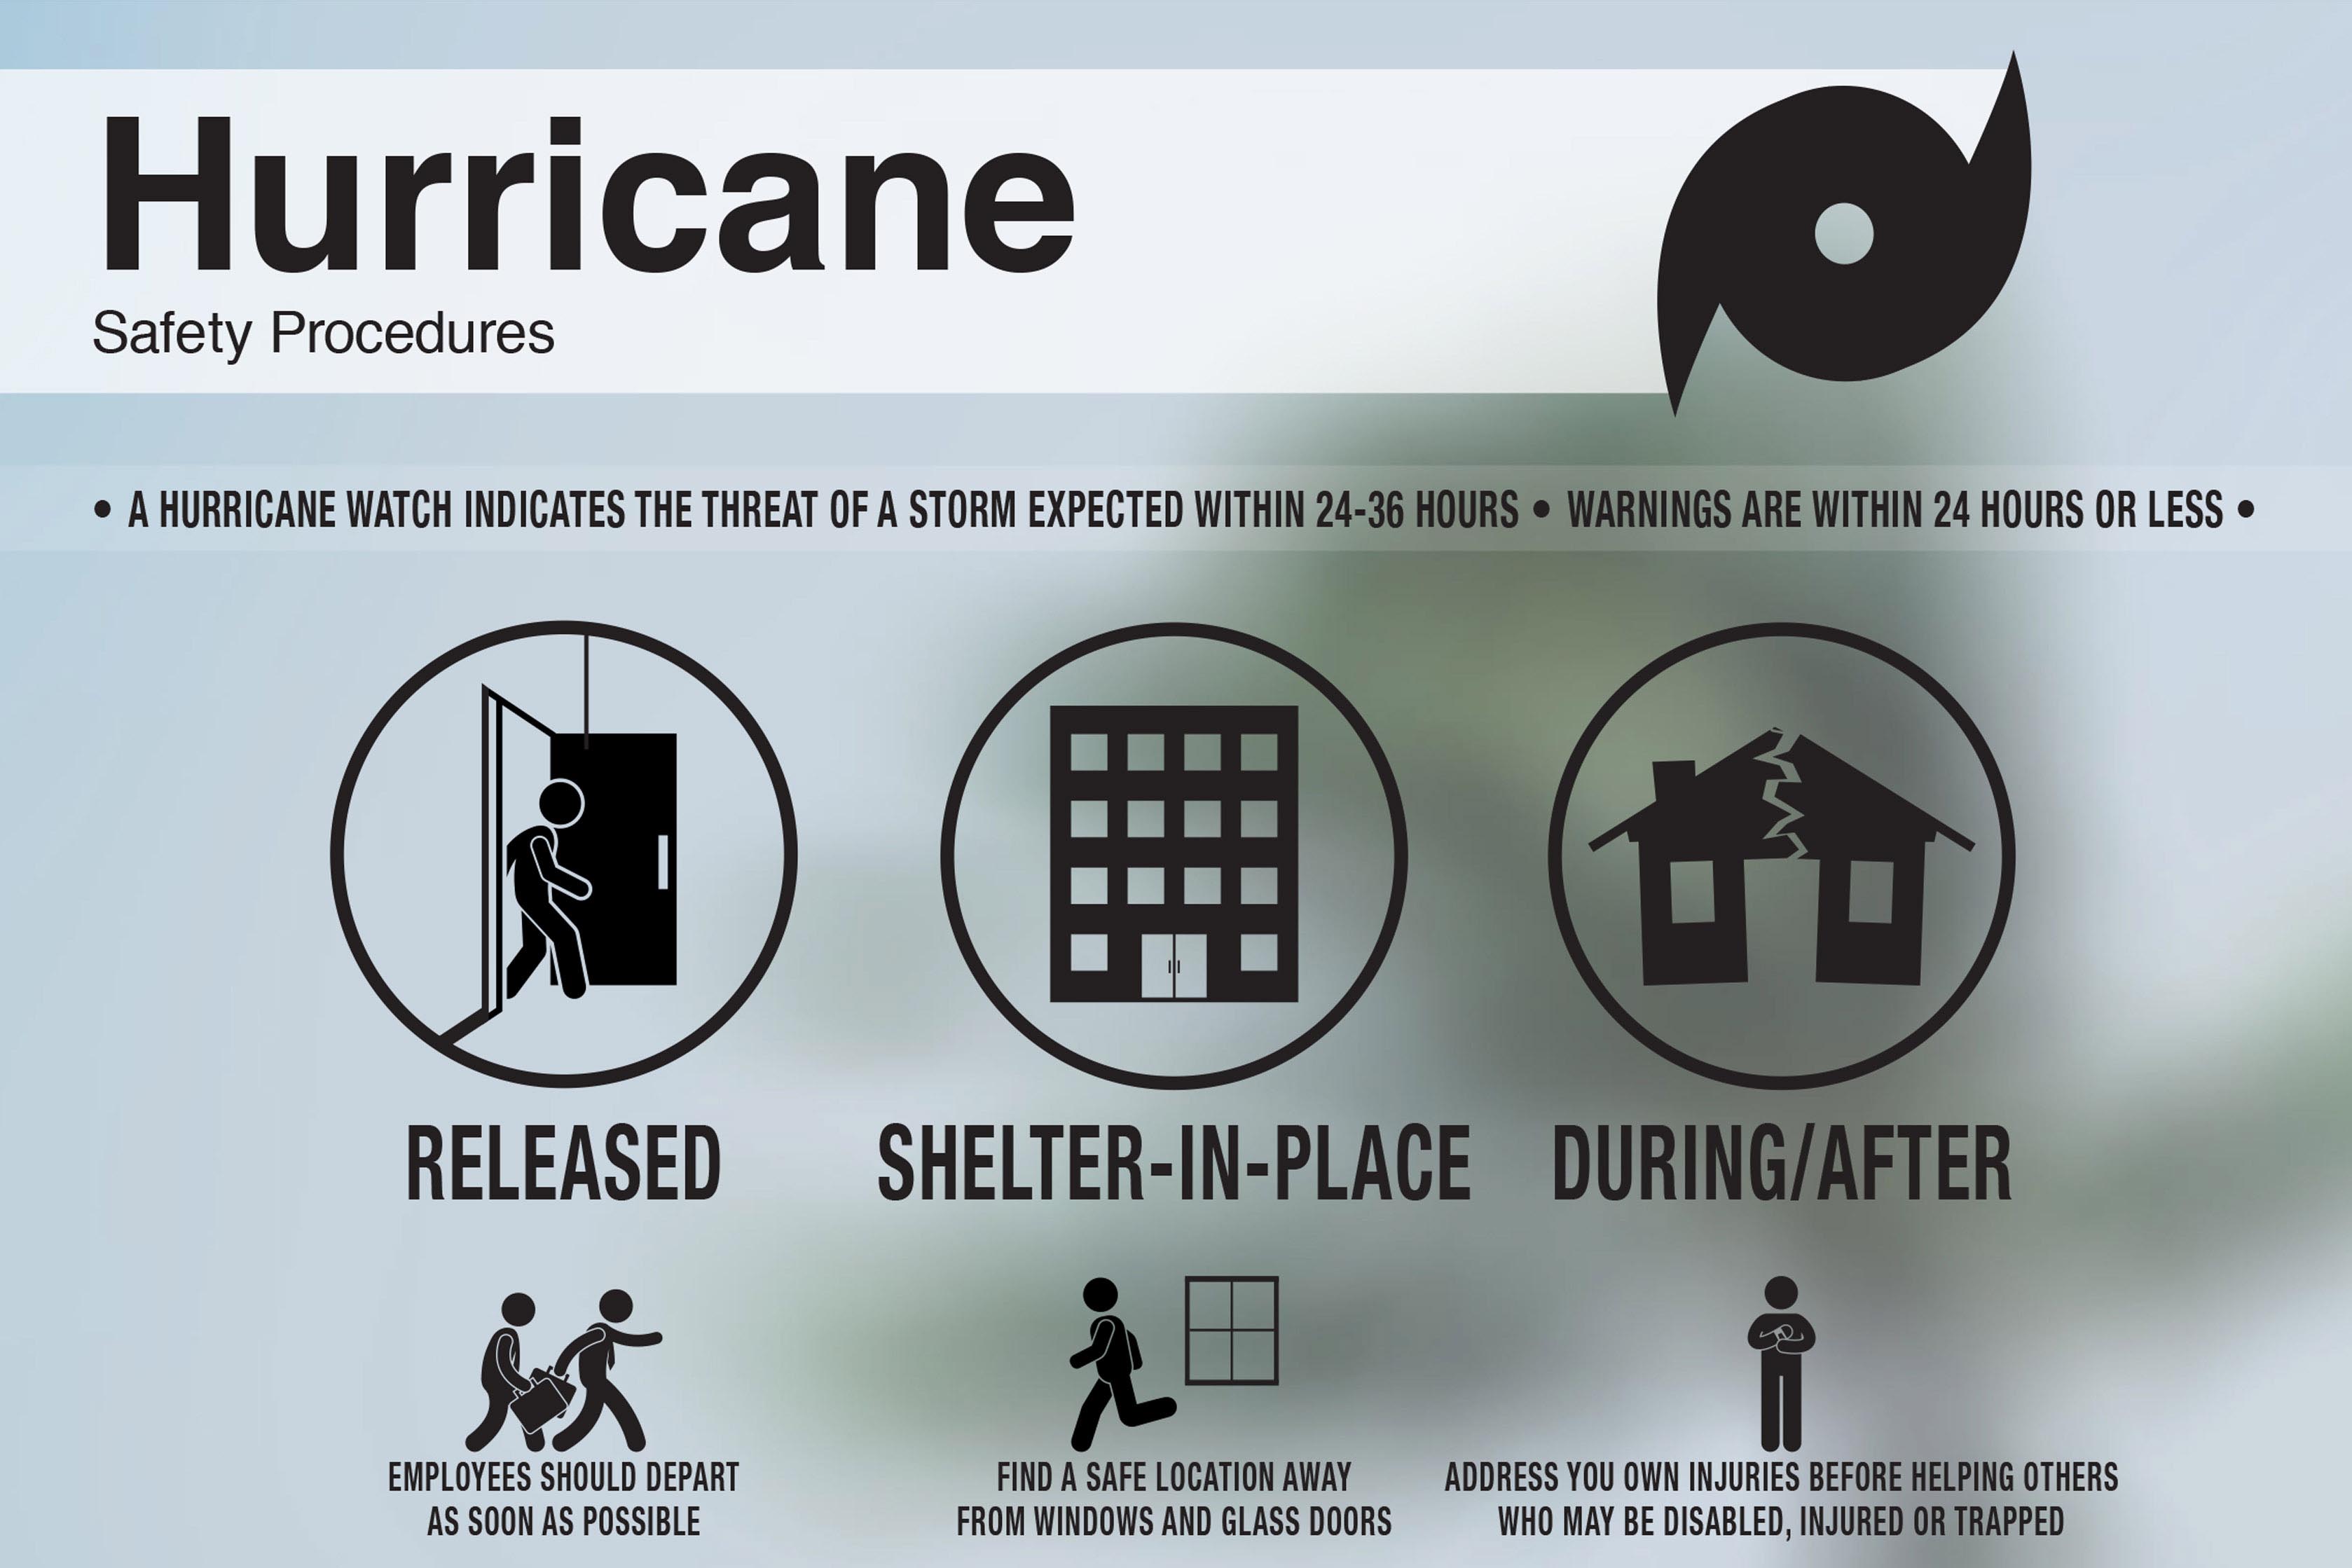 Hurricane
Safety Procedures
• A HURRICANE WATCH INDICATES THE THREAT OF A STORM EXPECTED WITHIN 24-36 HOURS • WARNINGS ARE WITHIN 24 HOURS OR LESS •
RELEASED
EMPLOYEES SHOULD DEPART
AS SOON AS POSSIBLE
SHELTER-IN-PLACE
FIND A SAFE LOCATION AWAY
FROM WINDOWS AND GLASS DOORS
DURING/AFTER
ADDRESS YOU OWN INJURIES BEFORE HELPING OTHERS
WHO MAY BE DISABLED, INJURED OR TRAPPED